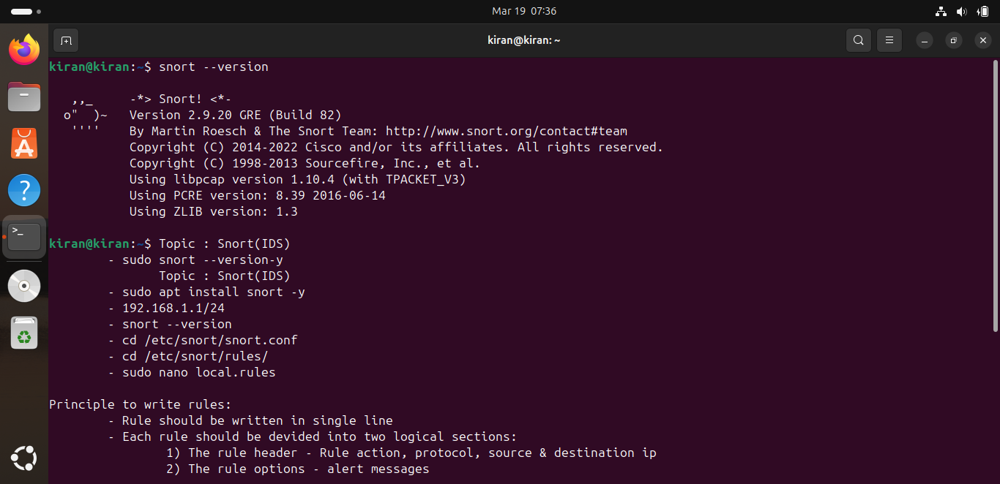 Mar 19 07:36
kiran@kiran: ~
kiran@kiran:~$ snort --version
,,_ -*> Snort! <*-
o" )~ Version 2.9.20 GRE (Build 82)
'''' By Martin Roesch & The Snort Team: http://www.snort.org/contact#team
Copyright (C) 2014-2022 Cisco and/or its affiliates. All rights reserved.
Copyright (C) 1998-2013 Sourcefire, Inc., et al.
Using libpcap version 1.10.4 (with TPACKET_V3)
Using PCRE version: 8.39 2016-06-14
Using ZLIB version: 1.3
kiran@kiran:~$ Topic : Snort(IDS)
- sudo snort --version-y
Topic : Snort(IDS)
- sudo apt install snort -y
- 192.168.1.1/24
- snort --version
- cd /etc/snort/snort.conf
- cd /etc/snort/rules/
- sudo nano local.rules
Principle to write rules:
- Rule should be written in single line
- Each rule should be devided into two logical sections:
1) The rule header - Rule action, protocol, source & destination ip
2) The rule options - alert messages